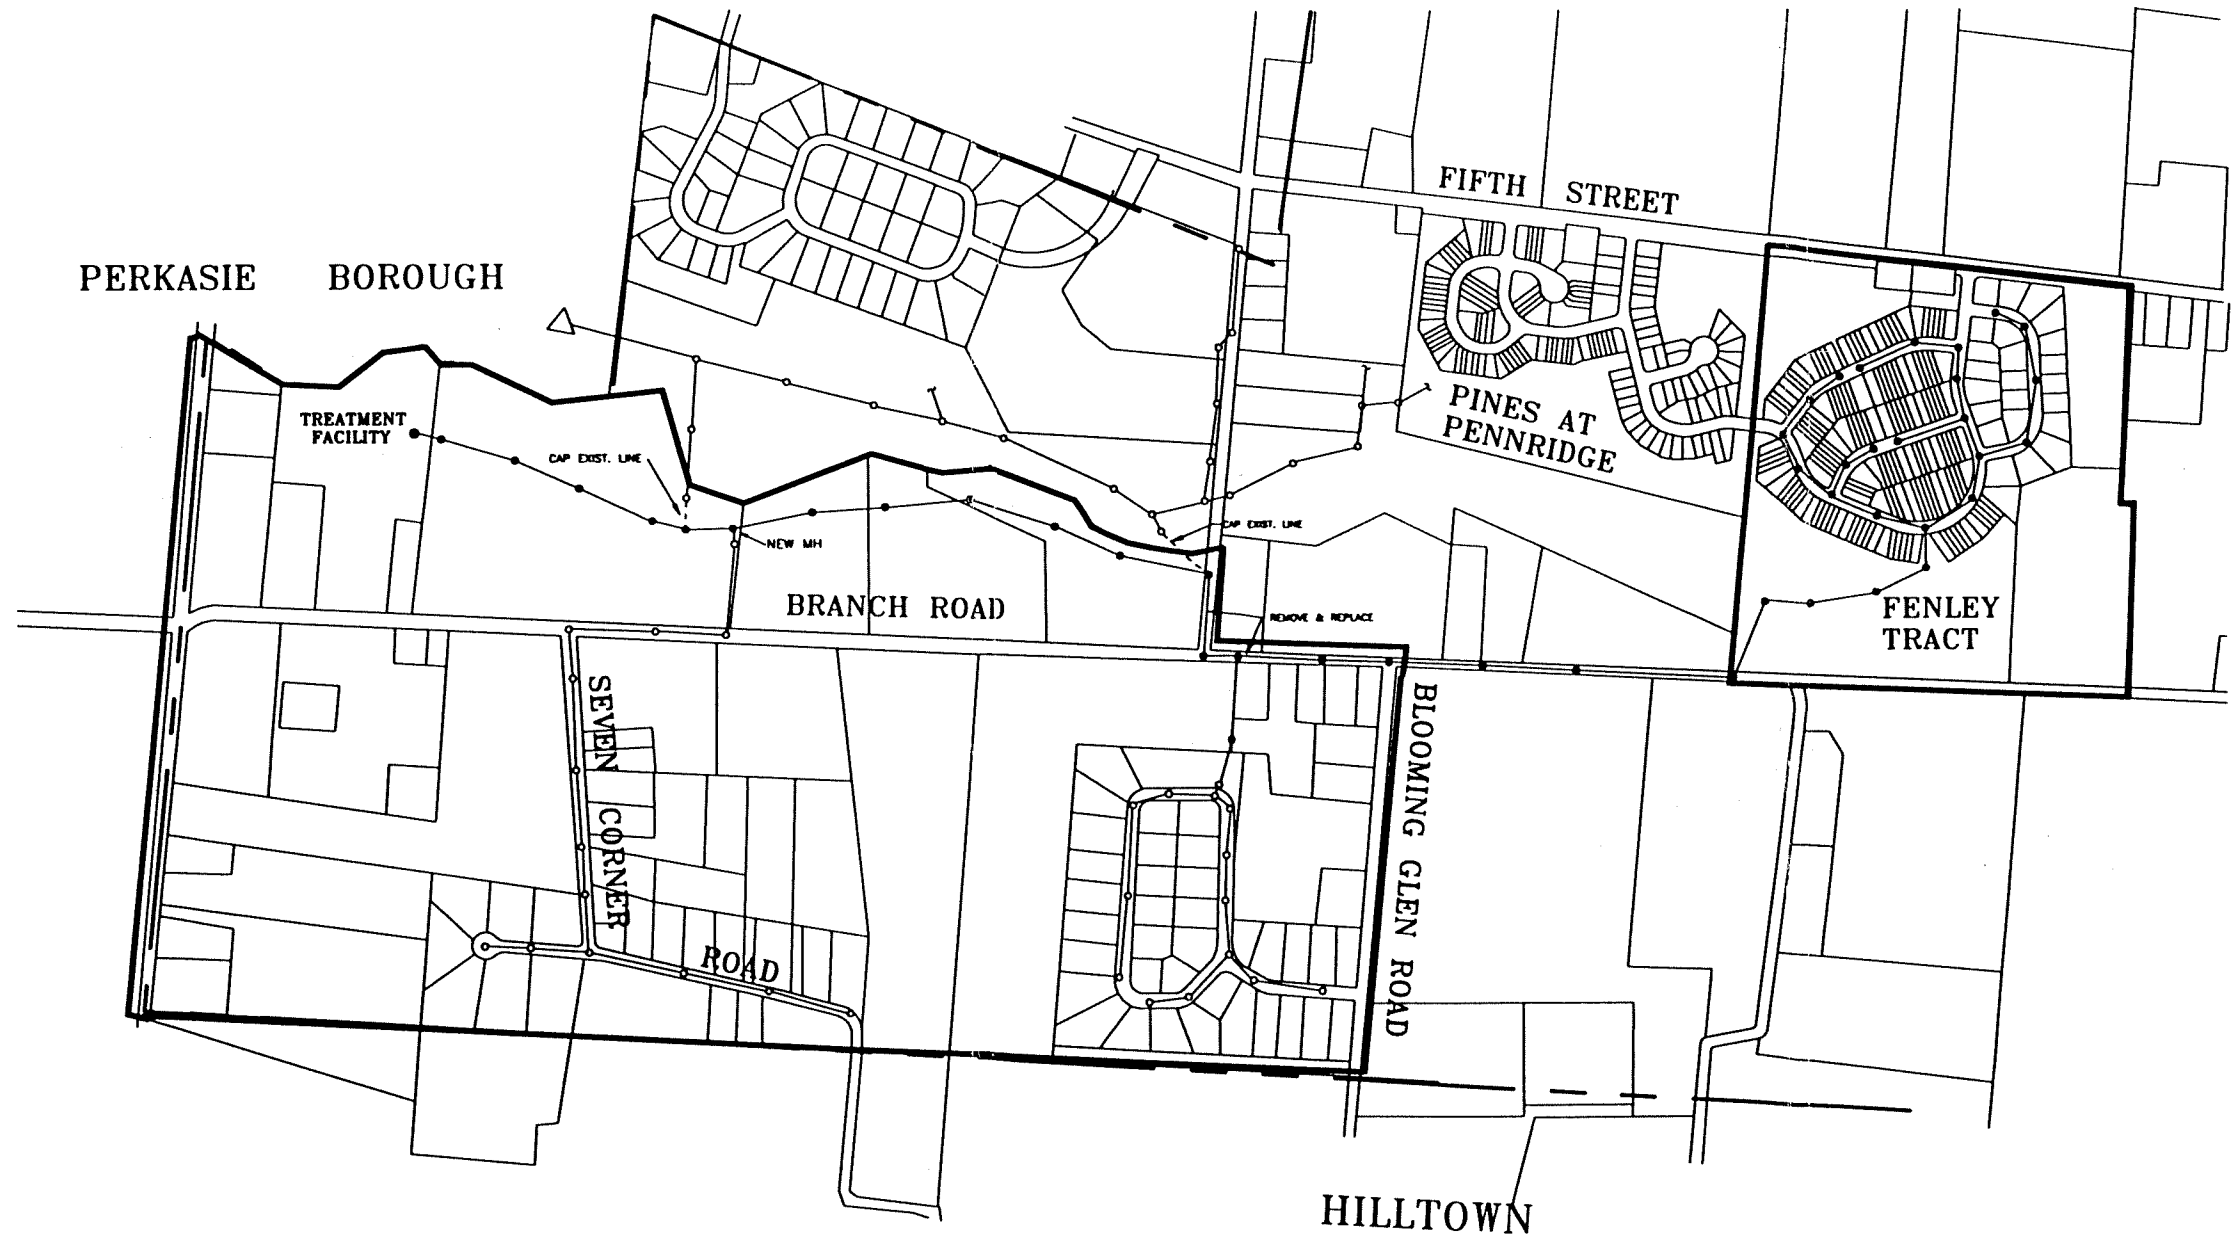 FIFTH STREET
PERKASIE BOROUGH
TREATMENT
FACILITY
CAP EXIST. LINE
PINES AT
PENNRIDGE
CAP EXIST. LINE
NEW MH
BRANCH ROAD
REMOVE & REPLACE
FENLEY
TRACT
SEVEN CORNER
ROAD
BLOOMING GLEN ROAD
HILLTOWN